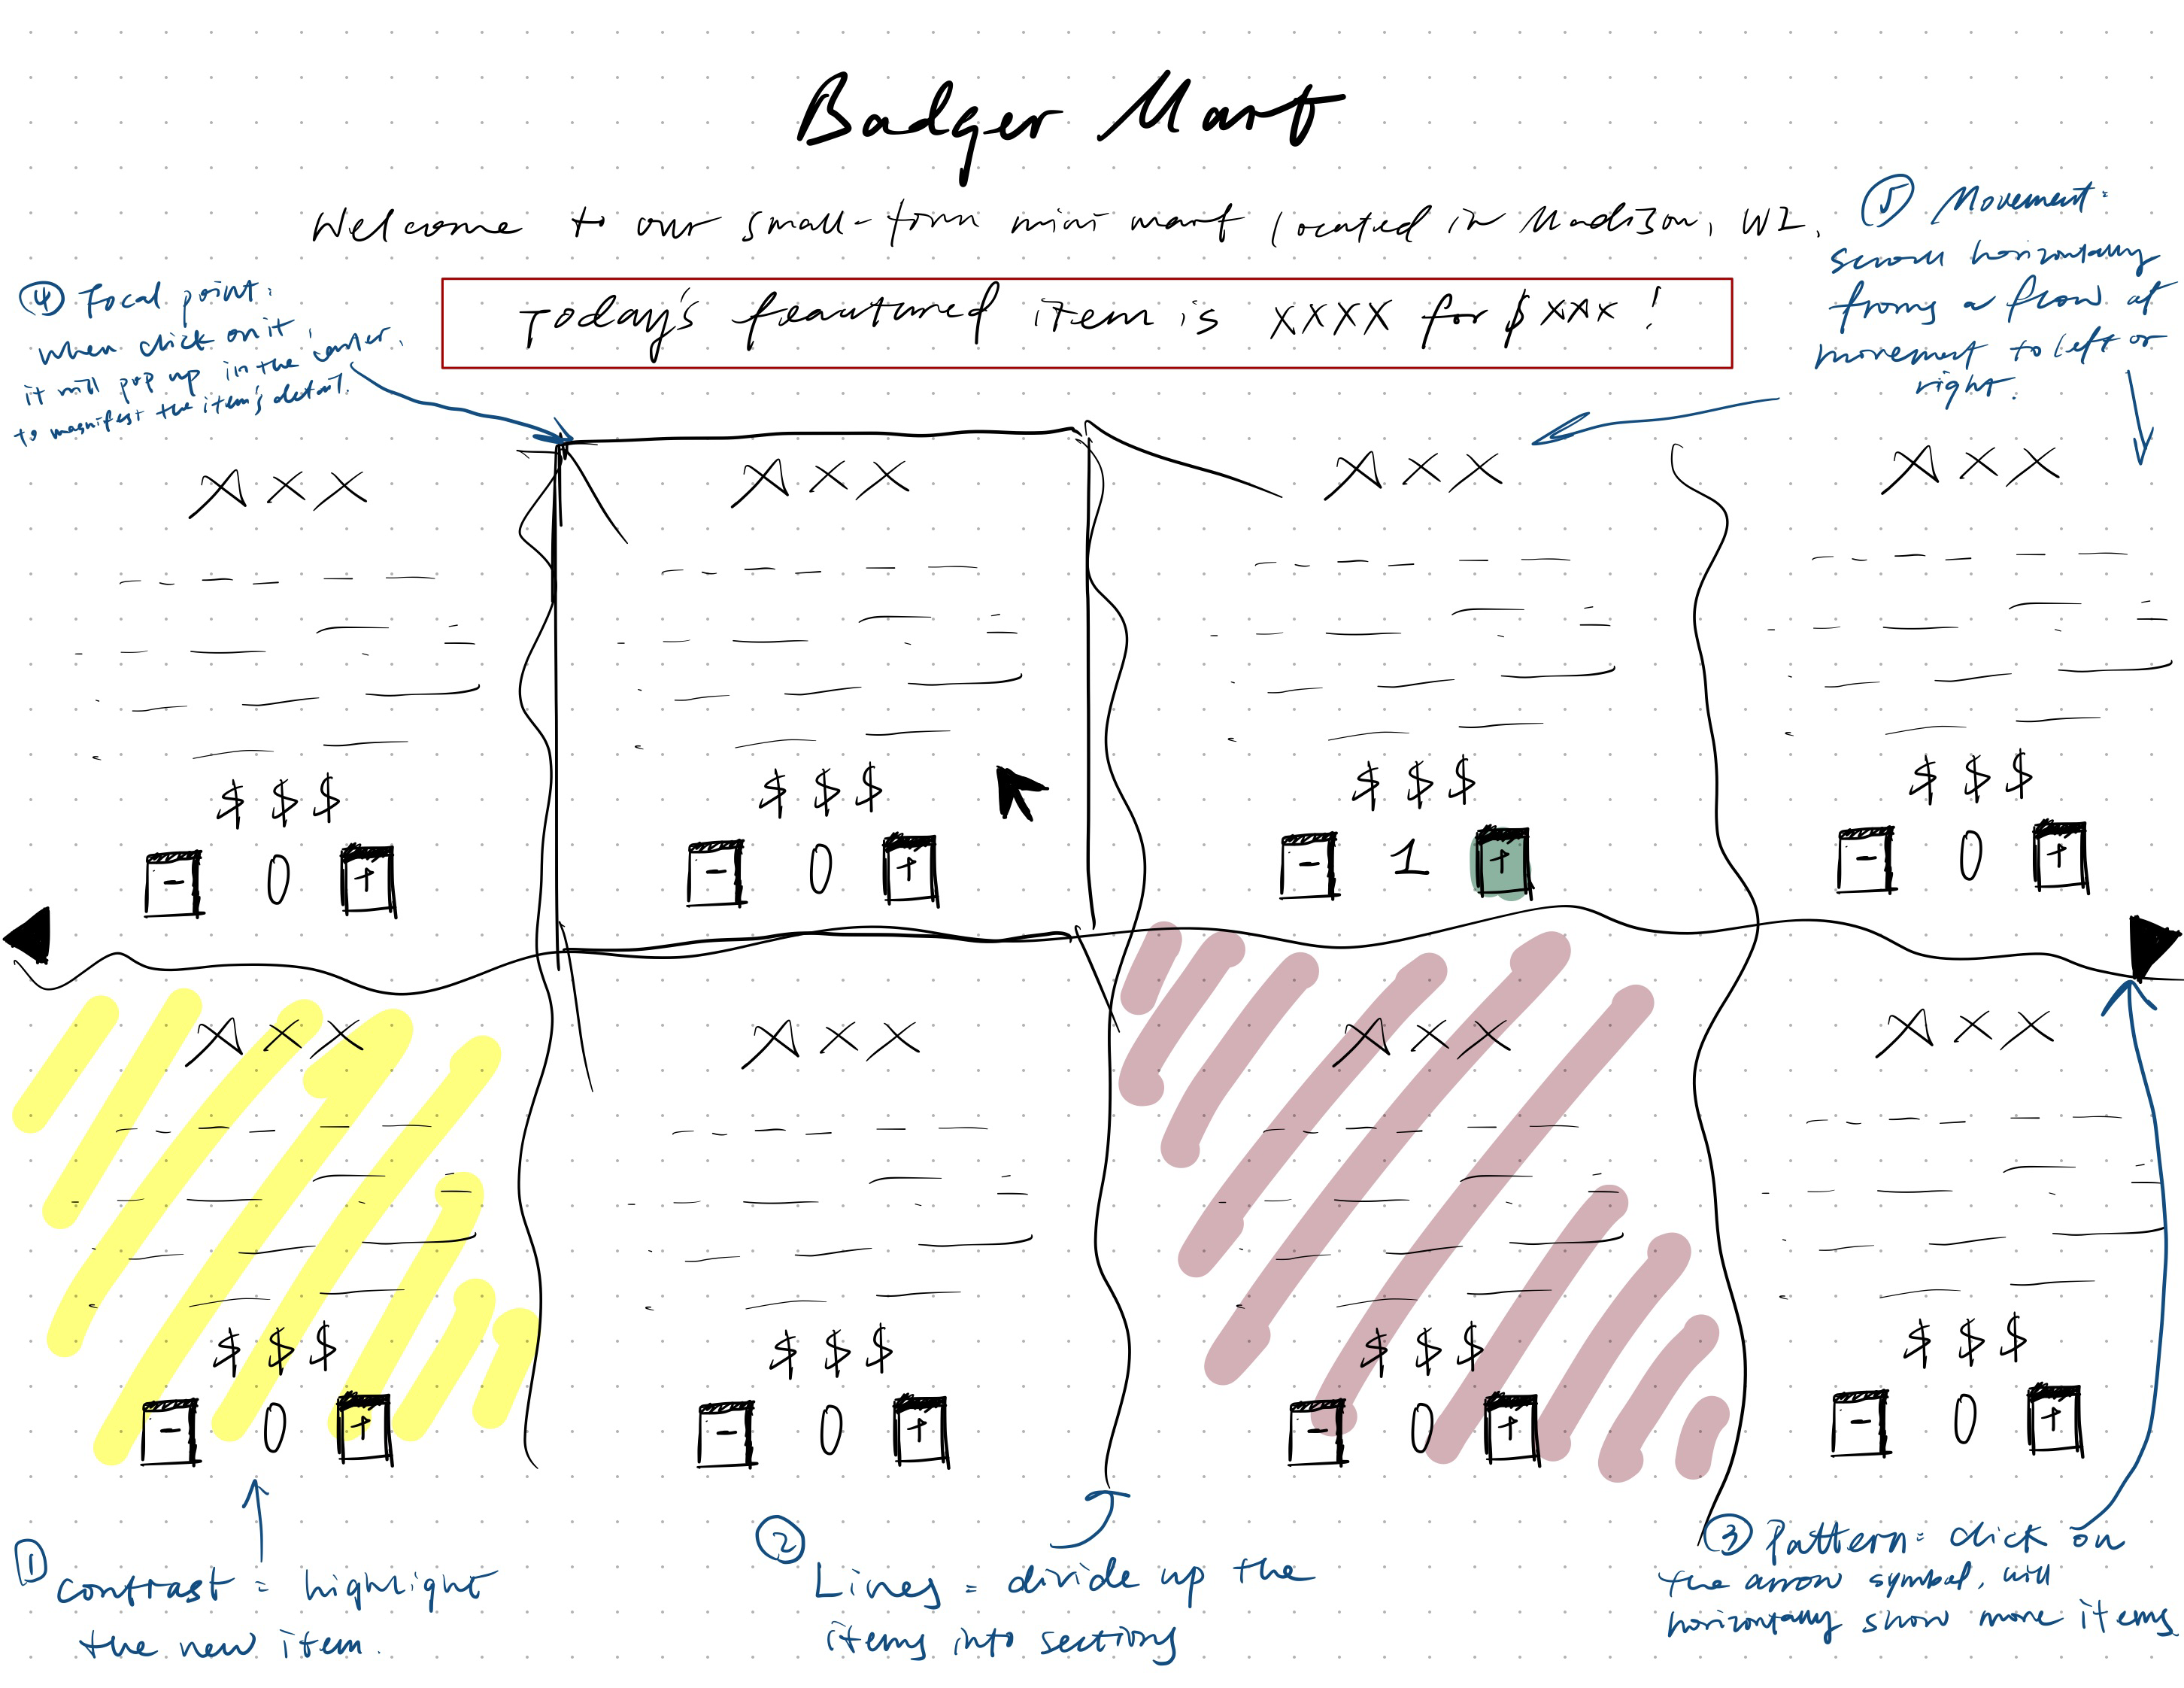 Badger Mart
Welcome to our small-town mini mart located in Madison, WI.
Today's feautured item is XXXX for $ XXX !
④ Focal point:
when click on it,
it will pop up in the center,
to magnifest the item's detail.
⑤ Movement:
scroll horizontally
froms a flow of
movement to left or
right.
XXX
XXX
XXX
XXX
$ $ $
$ $ $
$ $ $
$ $ $
- 0 +
- 0 +
- 1 +
- 0 +
XXX
XXX
XXX
XXX
$ $ $
$ $ $
$ $ $
$ $ $
- 0 +
- 0 +
- 0 +
- 0 +
① Contrast = highlight
the new item.
② Lines = divide up the
items into sections
③ Pattern = click on
the arrow symbol, will
horizontally show more items